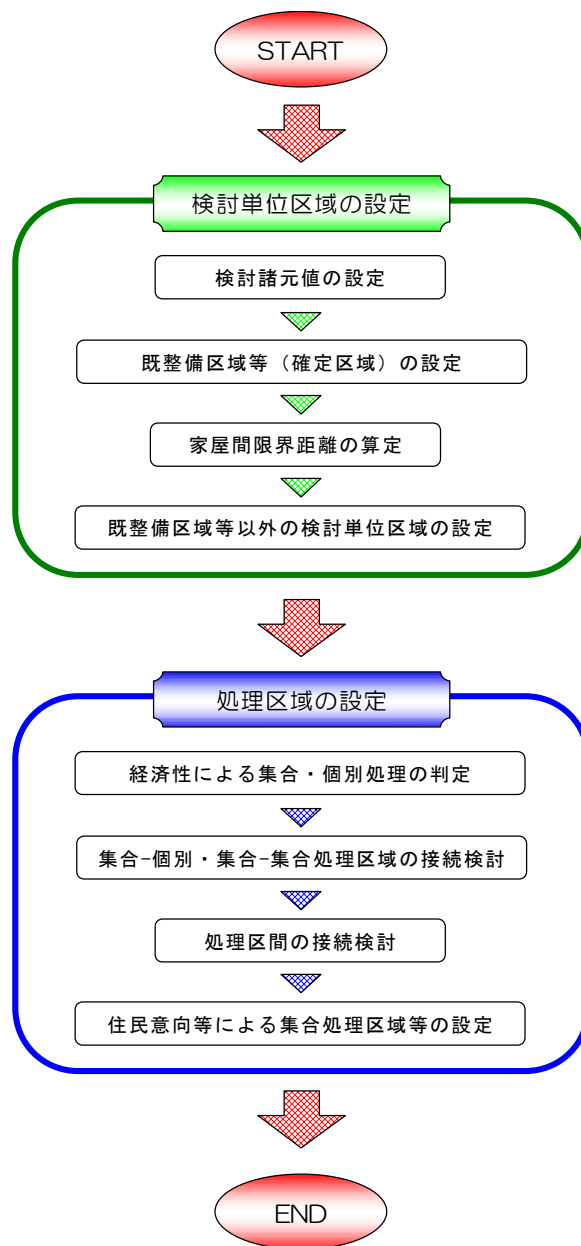 START
検討単位区域の設定
検討諸元値の設定
既整備区域等（確定区域）の設定
家屋間限界距離の算定
既整備区域等以外の検討単位区域の設定
処理区域の設定
経済性による集合・個別処理の判定
集合-個別・集合-集合処理区域の接続検討
処理区間の接続検討
住民意向等による集合処理区域等の設定
END